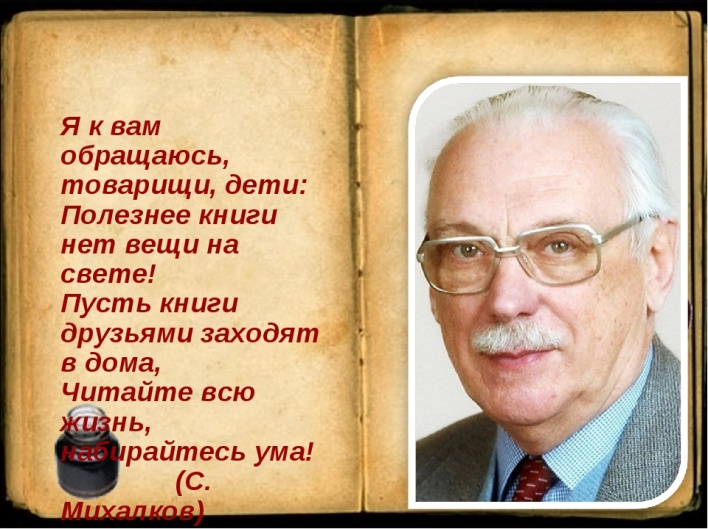 Я к вам
обращаюсь,
товарищи, дети:
Полезнее книги
нет вещи на
свете!
Пусть книги
друзьями заходят
в дома,
Читайте всю
жизнь,
набирайтесь ума!
(С.
Михалков)